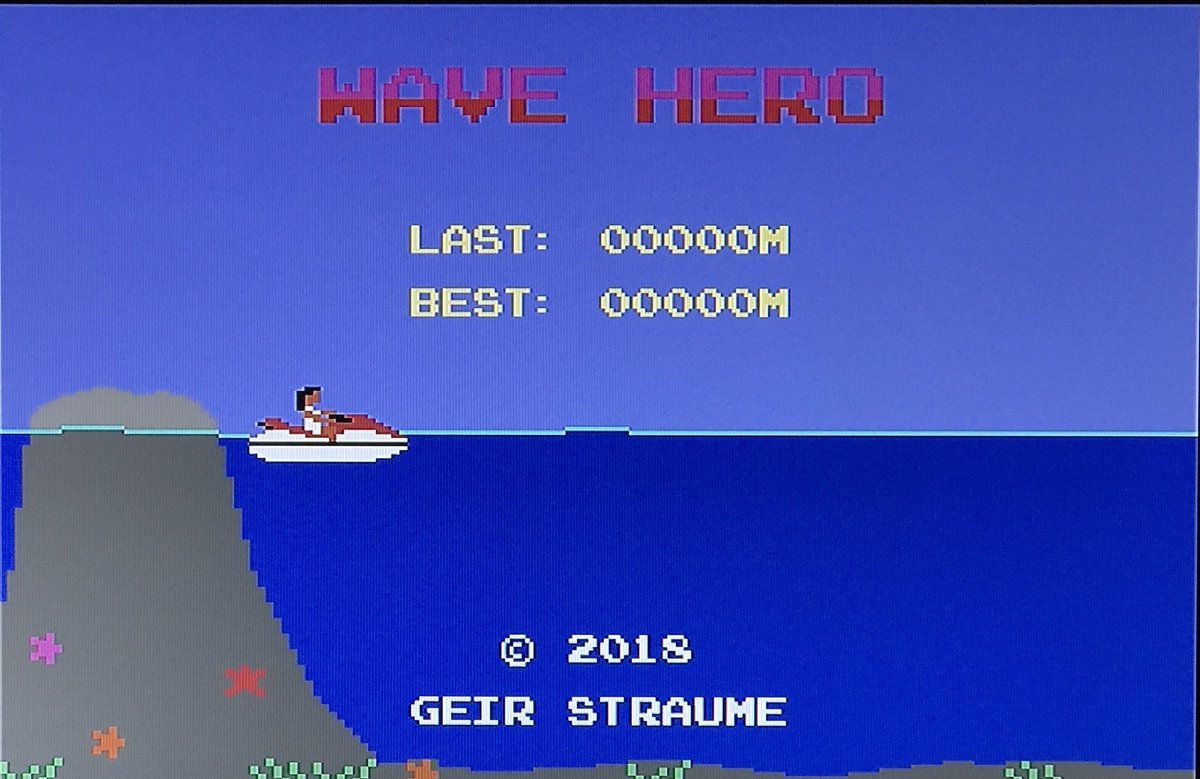 WAVE HERO
LAST: 00000M
BEST: 00000M
© 2018
GEIR STRAUME